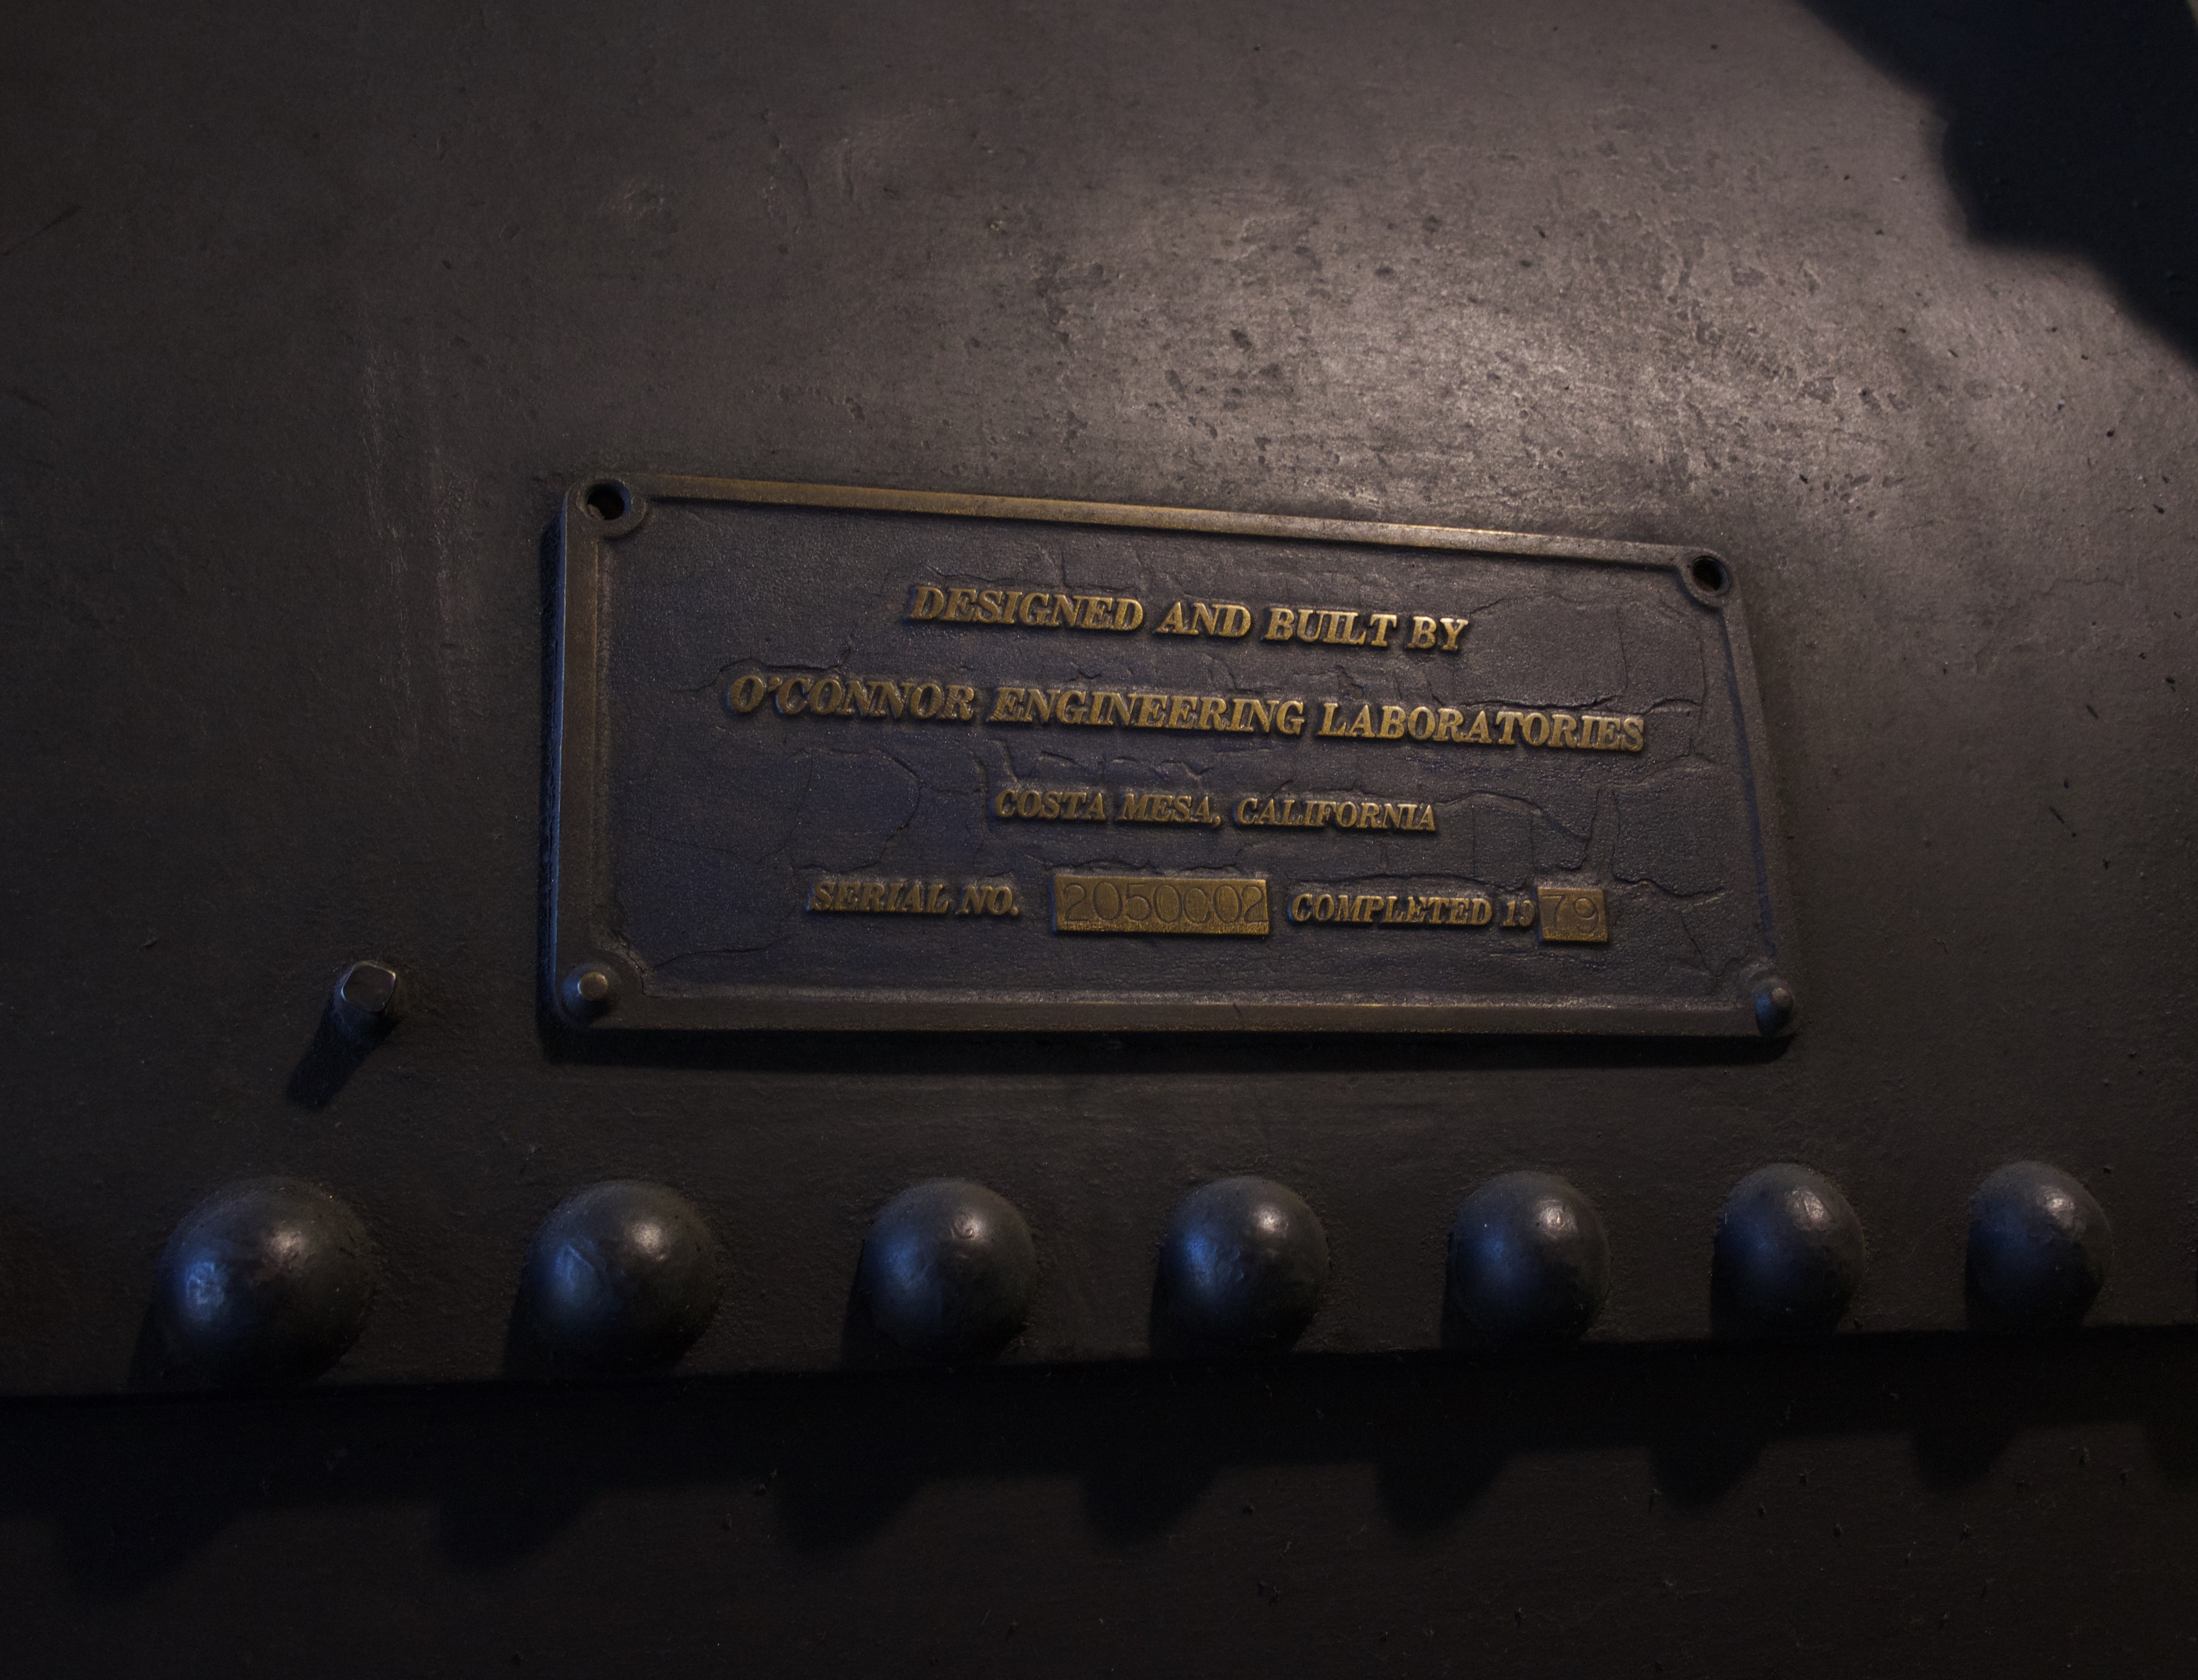 DESIGNED AND BUILT BY
O'CONNOR ENGINEERING LABORATORIES
COSTA MESA, CALIFORNIA
SERIAL NO. 2050C02 COMPLETED 1979